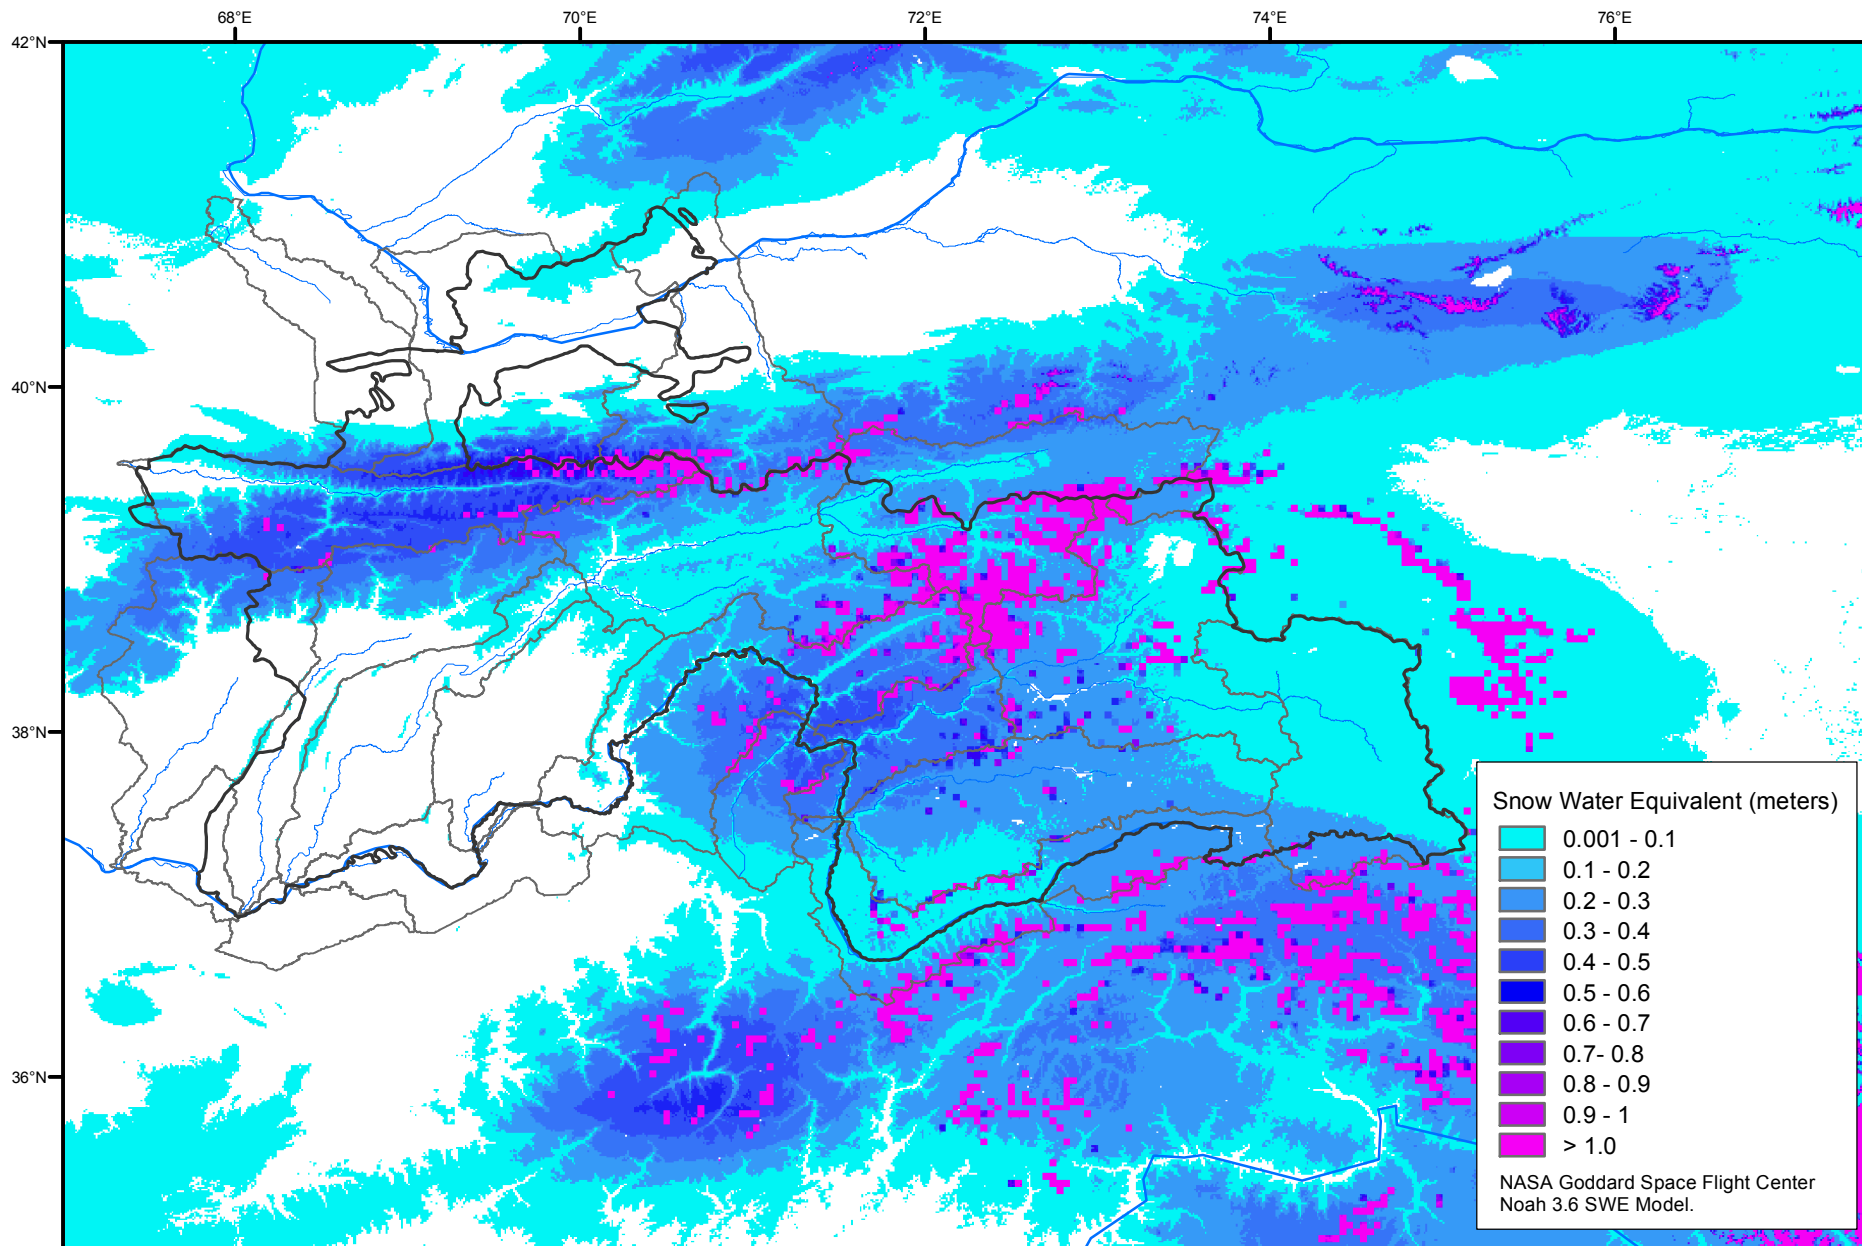 68°E
70°E
72°E
74°E
76°E
42°N
40°N
38°N
36°N
Snow Water Equivalent (meters)
0.001 - 0.1
0.1 - 0.2
0.2 - 0.3
0.3 - 0.4
0.4 - 0.5
0.5 - 0.6
0.6 - 0.7
0.7- 0.8
0.8 - 0.9
0.9 - 1
> 1.0
NASA Goddard Space Flight Center
Noah 3.6 SWE Model.